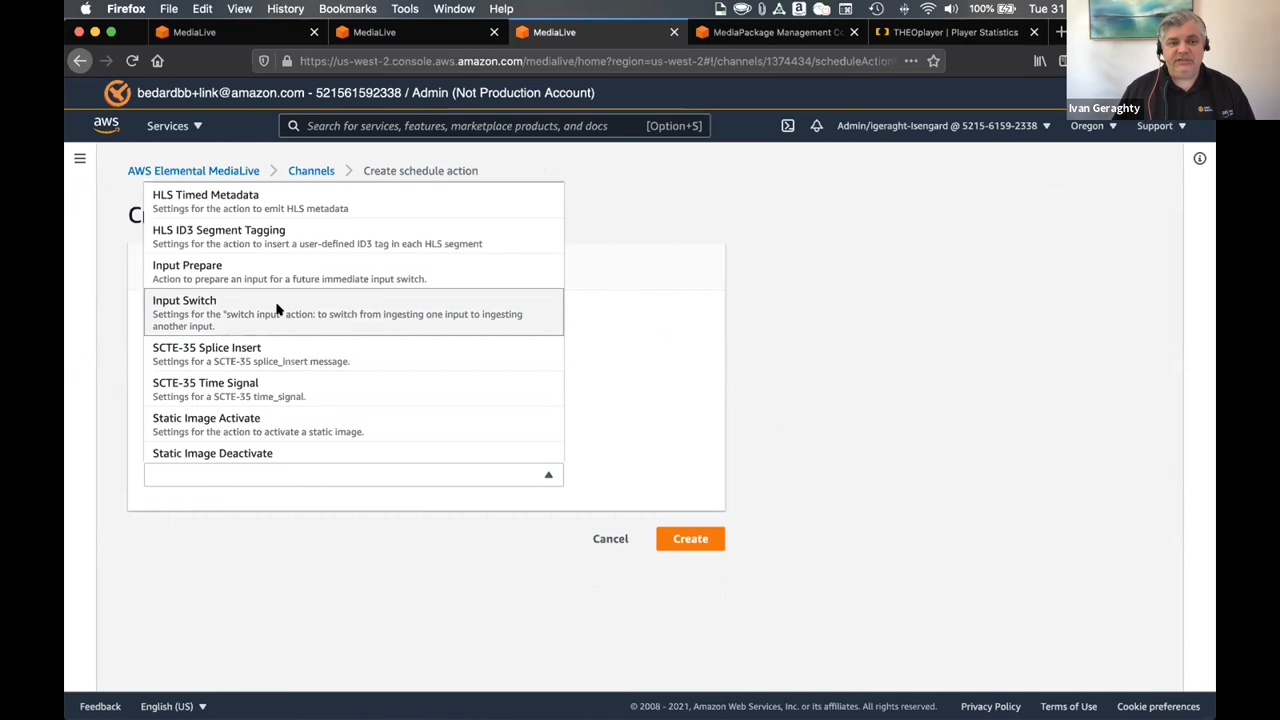 Firefox File Edit View History Bookmarks Tools Window Help
100% Tue 31
MediaLive
MediaLive
MediaLive
MediaPackage Management Co
THEOplayer | Player Statistics
https://us-west-2.console.aws.amazon.com/medialive/home?region=us-west-2#!/channels/1374434/scheduleAction
bedardbb+link@amazon.com - 521561592338 / Admin (Not Production Account)
Ivan Geraghty
aws Services Search for services, features, marketplace products, and docs [Option+S] Admin/igeraght-Isengard @ 5215-6159-2338 Oregon Support
AWS Elemental MediaLive Channels Create schedule action
HLS Timed Metadata
Settings for the action to emit HLS metadata
HLS ID3 Segment Tagging
Settings for the action to insert a user-defined ID3 tag in each HLS segment
Input Prepare
Action to prepare an input for a future immediate input switch.
Input Switch
Settings for the "switch input" action: to switch from ingesting one input to ingesting
another input.
SCTE-35 Splice Insert
Settings for a SCTE-35 splice_insert message.
SCTE-35 Time Signal
Settings for a SCTE-35 time_signal.
Static Image Activate
Settings for the action to activate a static image.
Static Image Deactivate
Cancel Create
Feedback English (US) © 2008 - 2021, Amazon Web Services, Inc. or its affiliates. All rights reserved. Privacy Policy Terms of Use Cookie preferences